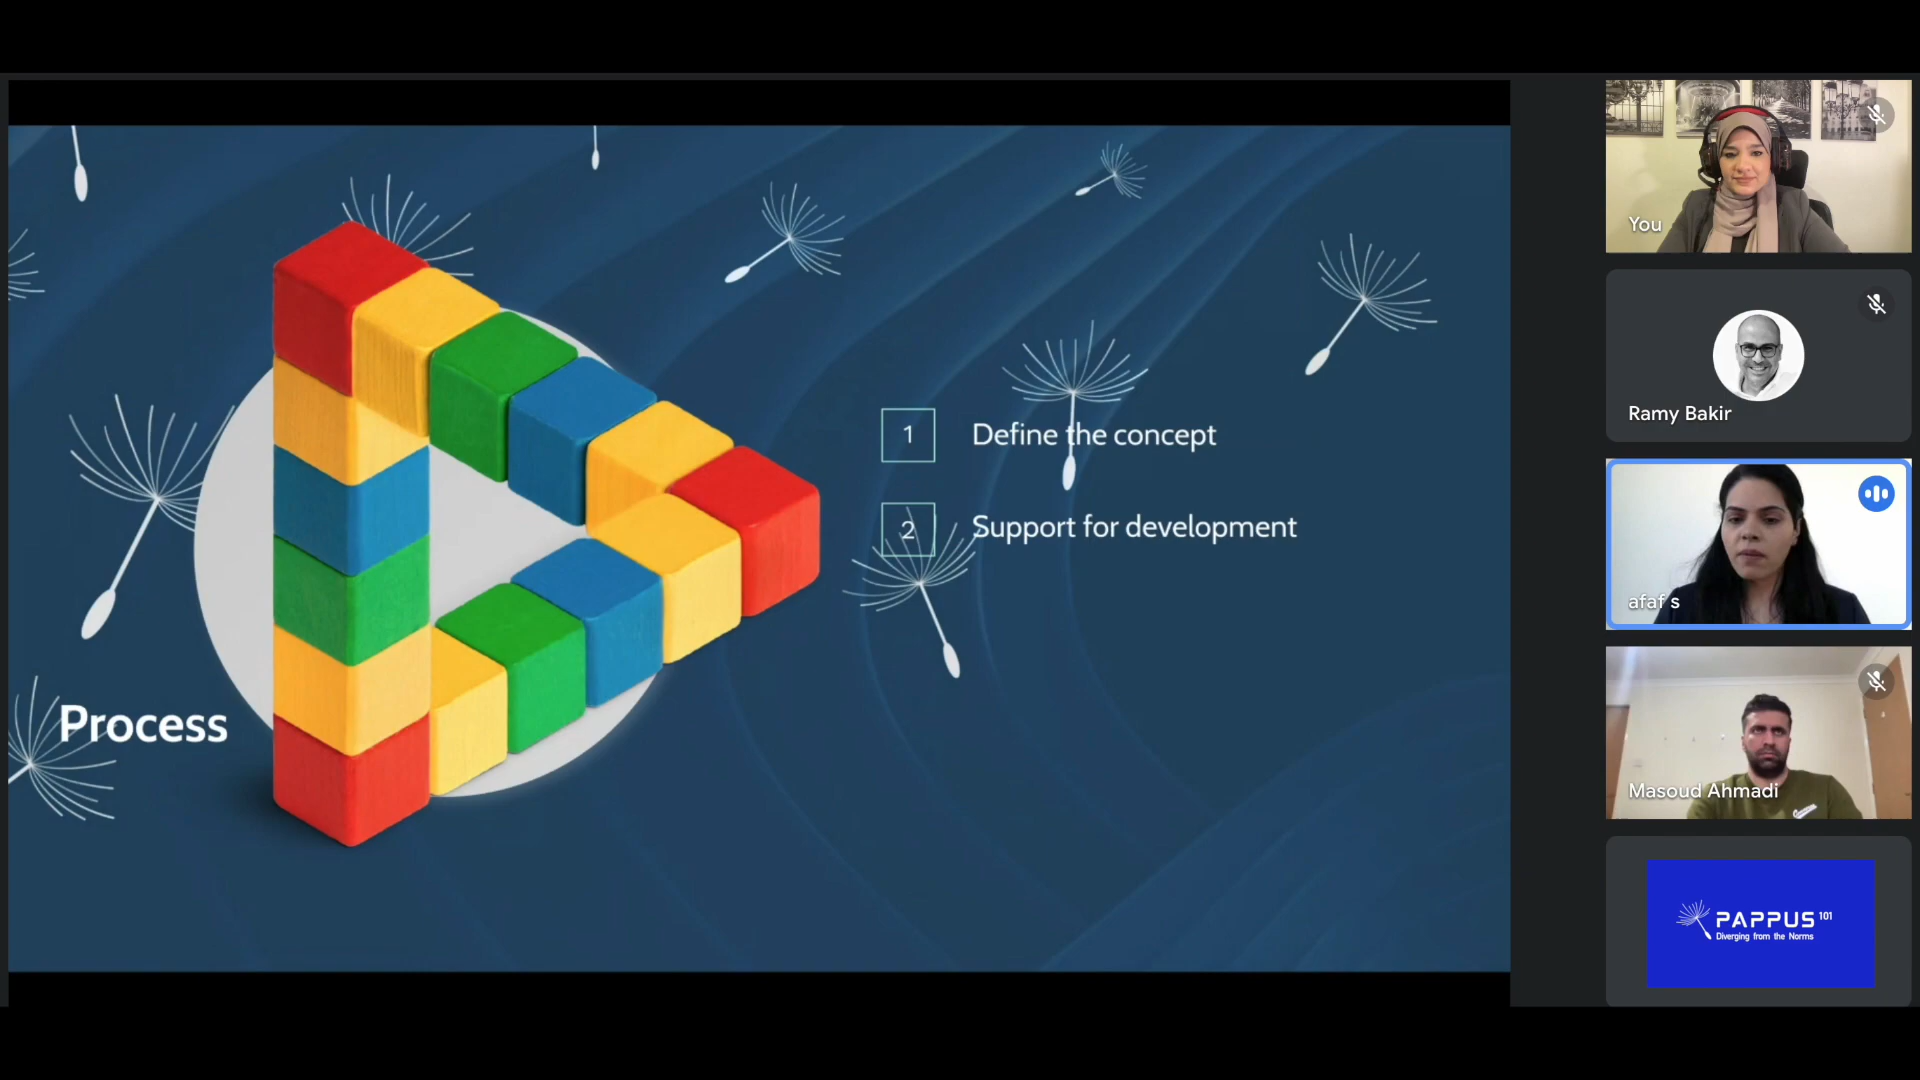 Process
1 Define the concept
2 Support for development
You
Ramy Bakir
afaf s
Masoud Ahmadi
PAPPUS 101
Diverging from the Norms